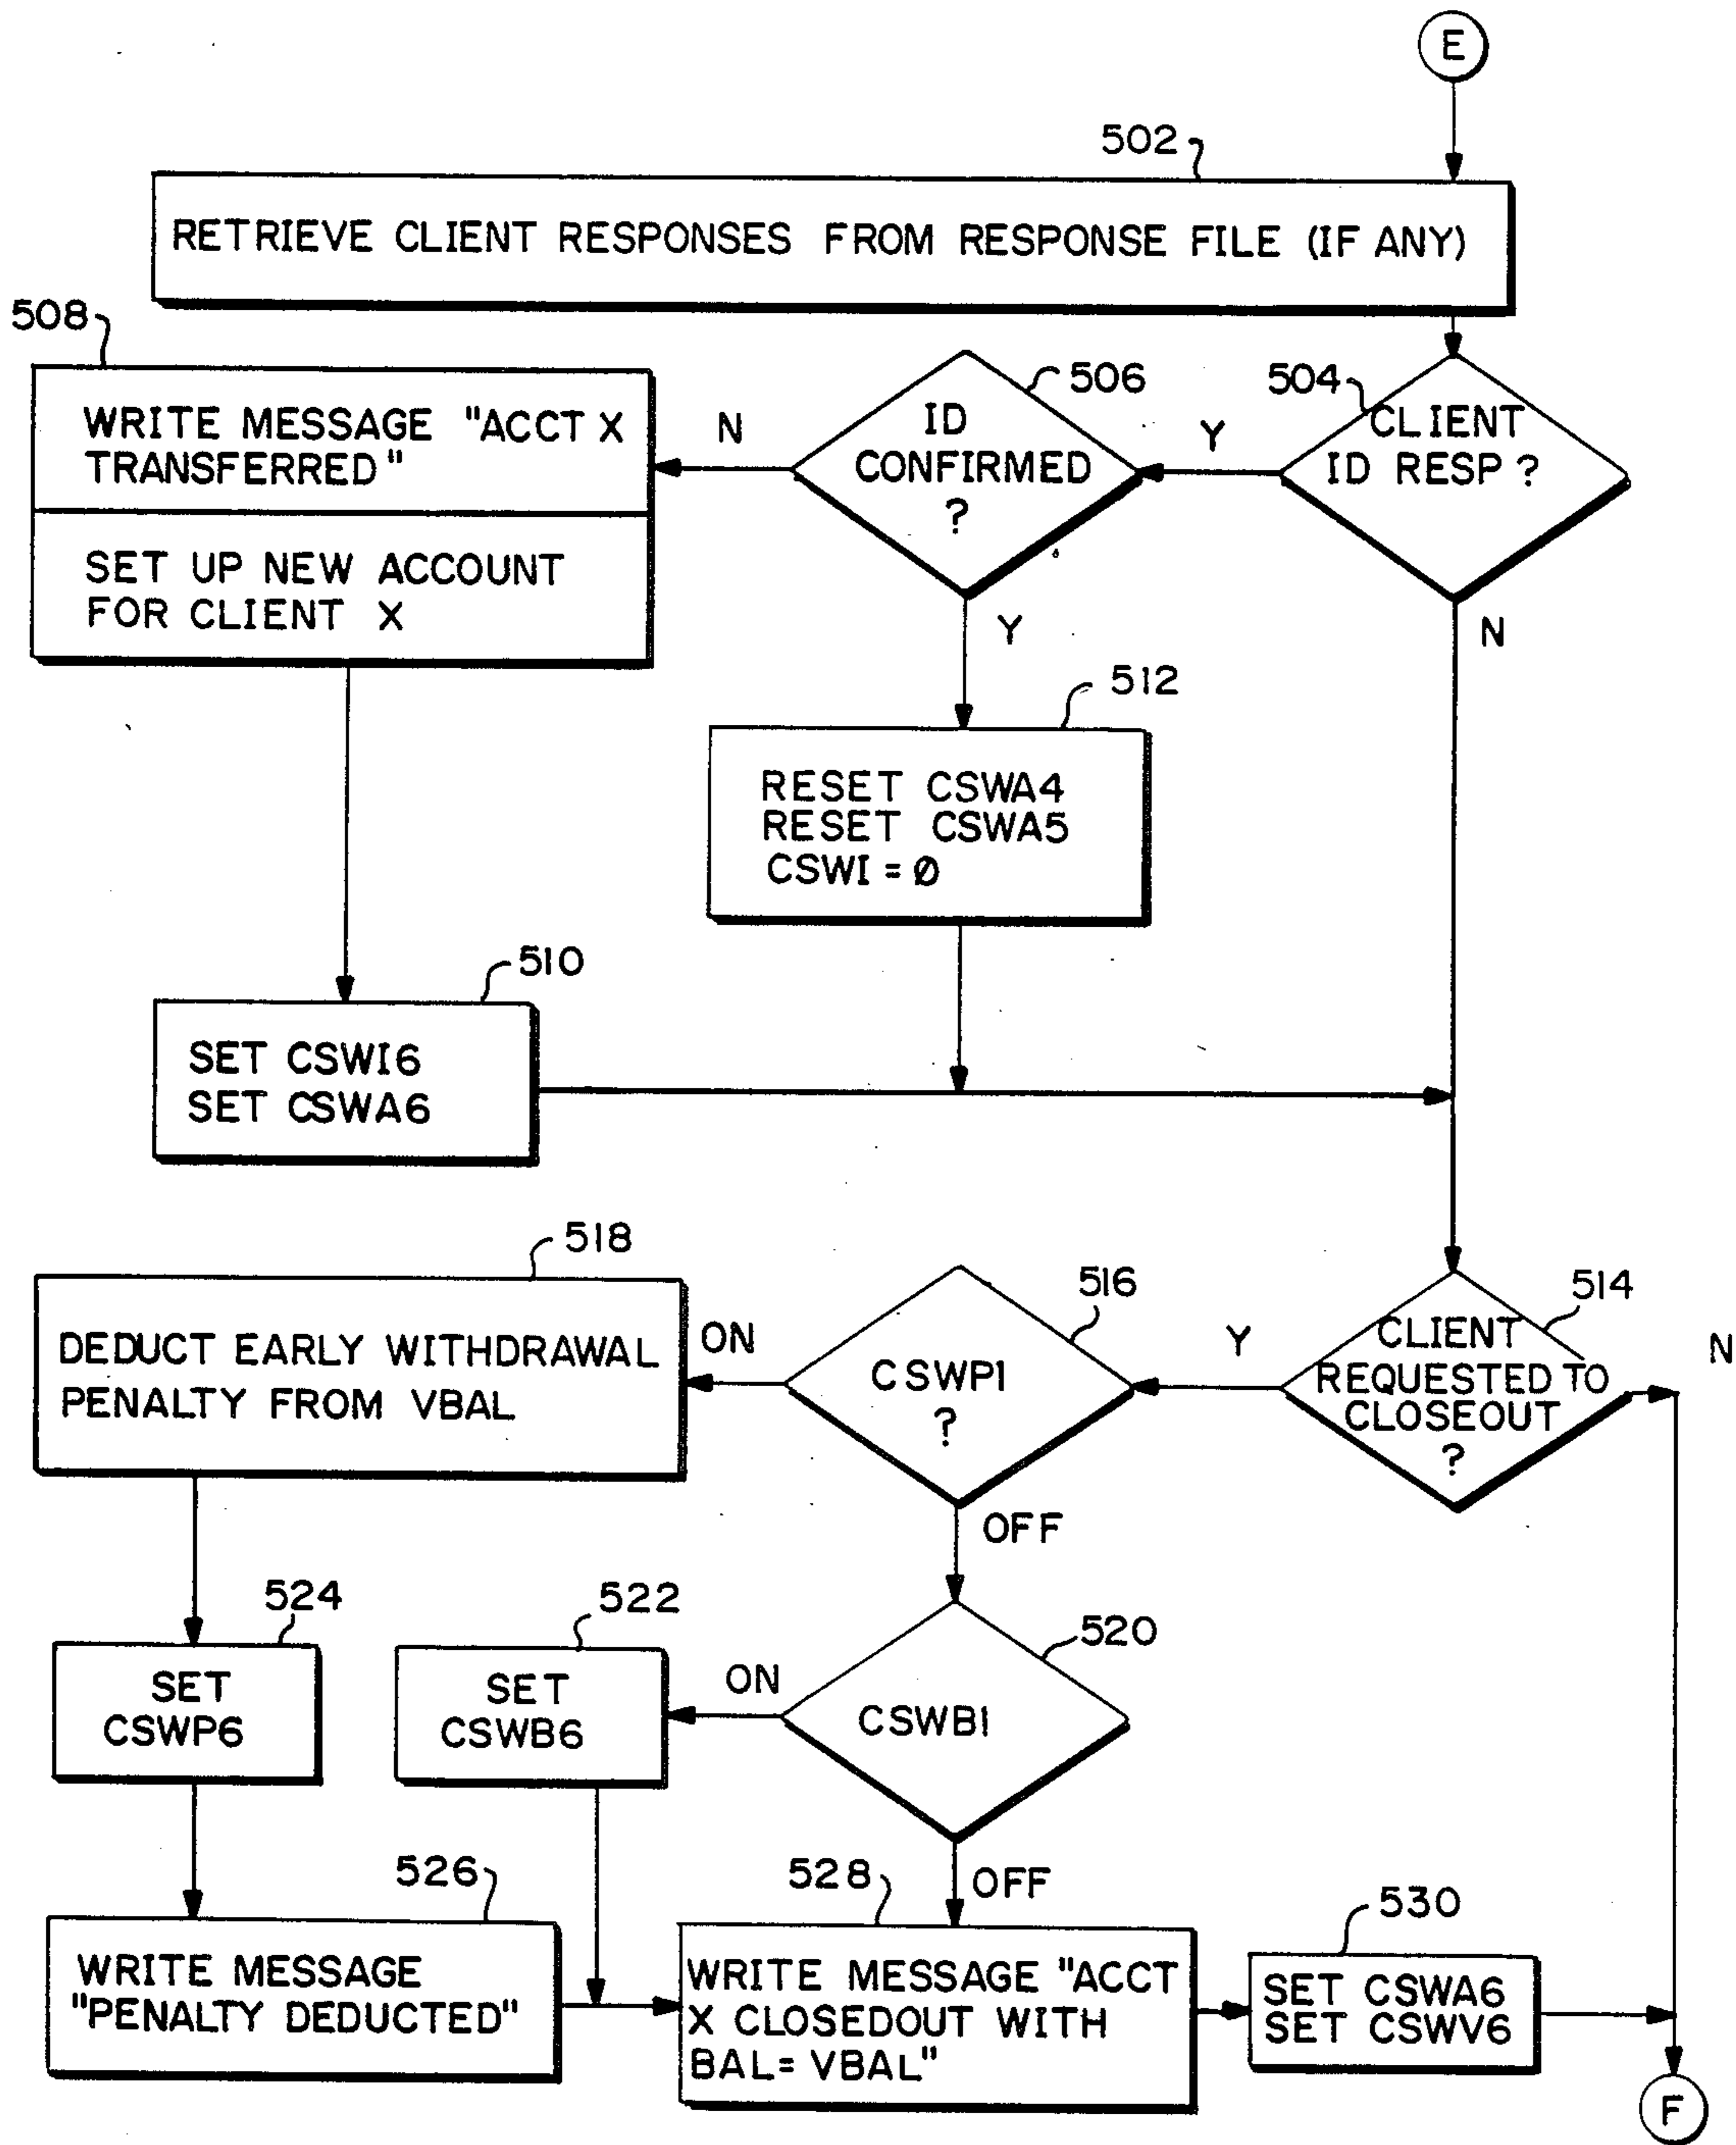 E
502
RETRIEVE CLIENT RESPONSES FROM RESPONSE FILE (IF ANY)
508
WRITE MESSAGE "ACCT X
TRANSFERRED"
SET UP NEW ACCOUNT
FOR CLIENT X
N
506
ID
CONFIRMED
?
Y
504
CLIENT
ID RESP ?
Y
N
512
RESET CSWA4
RESET CSWA5
CSWI = Ø
510
SET CSWI6
SET CSWA6
518
DEDUCT EARLY WITHDRAWAL
PENALTY FROM VBAL
ON
516
CSWP1
?
Y
514
CLIENT
REQUESTED TO
CLOSEOUT
?
N
OFF
524
SET
CSWP6
522
SET
CSWB6
ON
520
CSWB1
OFF
526
WRITE MESSAGE
"PENALTY DEDUCTED"
528
WRITE MESSAGE "ACCT
X CLOSEDOUT WITH
BAL= VBAL"
530
SET CSWA6
SET CSWV6
F